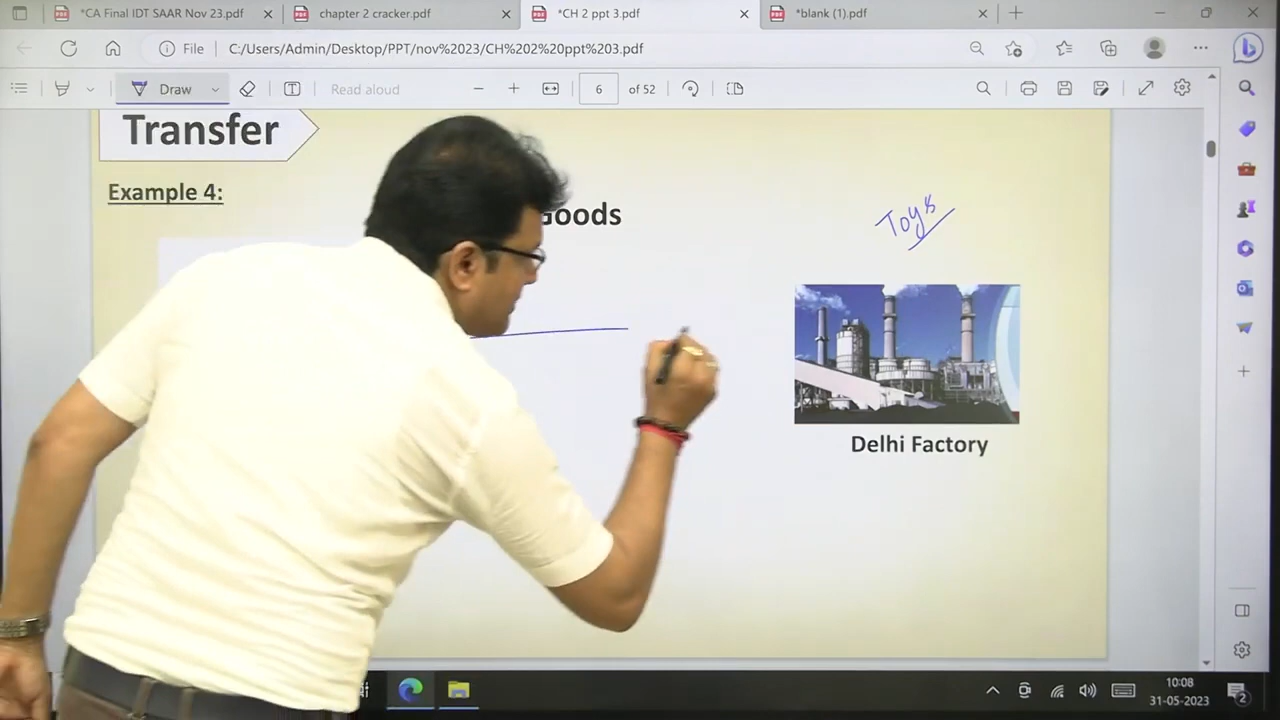 *CA Final IDT SAAR Nov 23.pdf
chapter 2 cracker.pdf
*CH 2 ppt 3.pdf
*blank (1).pdf
File C:/Users/Admin/Desktop/PPT/nov%2023/CH%202%20ppt%203.pdf
Draw
Read aloud
6 of 52
Transfer
Example 4:
Goods
Toys
Delhi Factory
10:08
31-05-2023
2